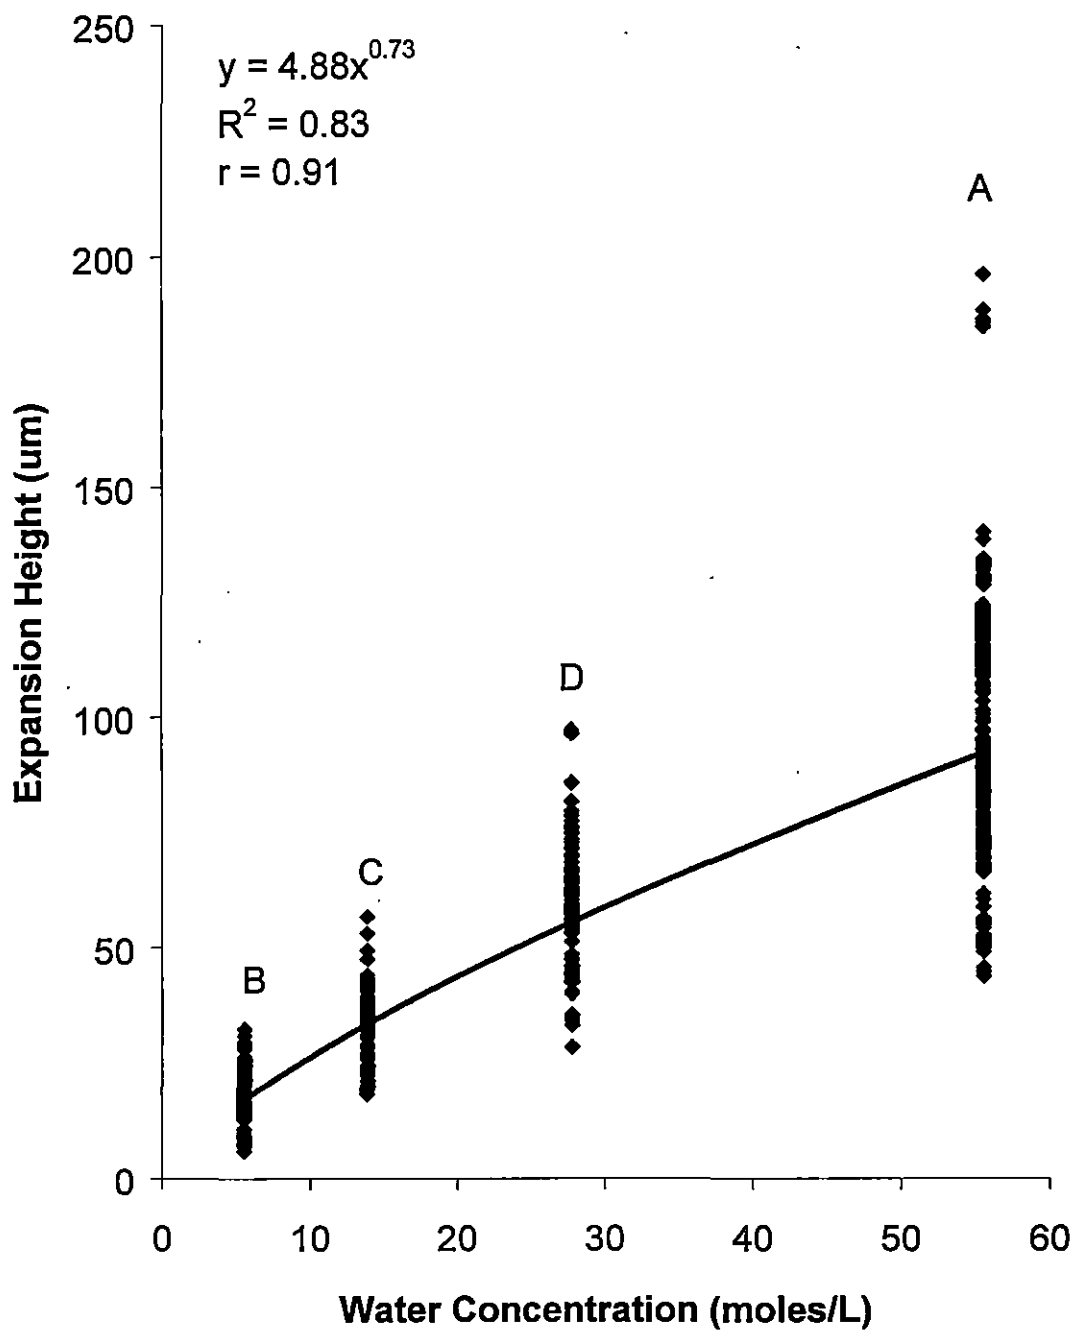 y = 4.88x^0.73
R² = 0.83
r = 0.91
A
D
C
B
250
200
150
100
50
0
Expansion Height (um)
0 10 20 30 40 50 60
Water Concentration (moles/L)